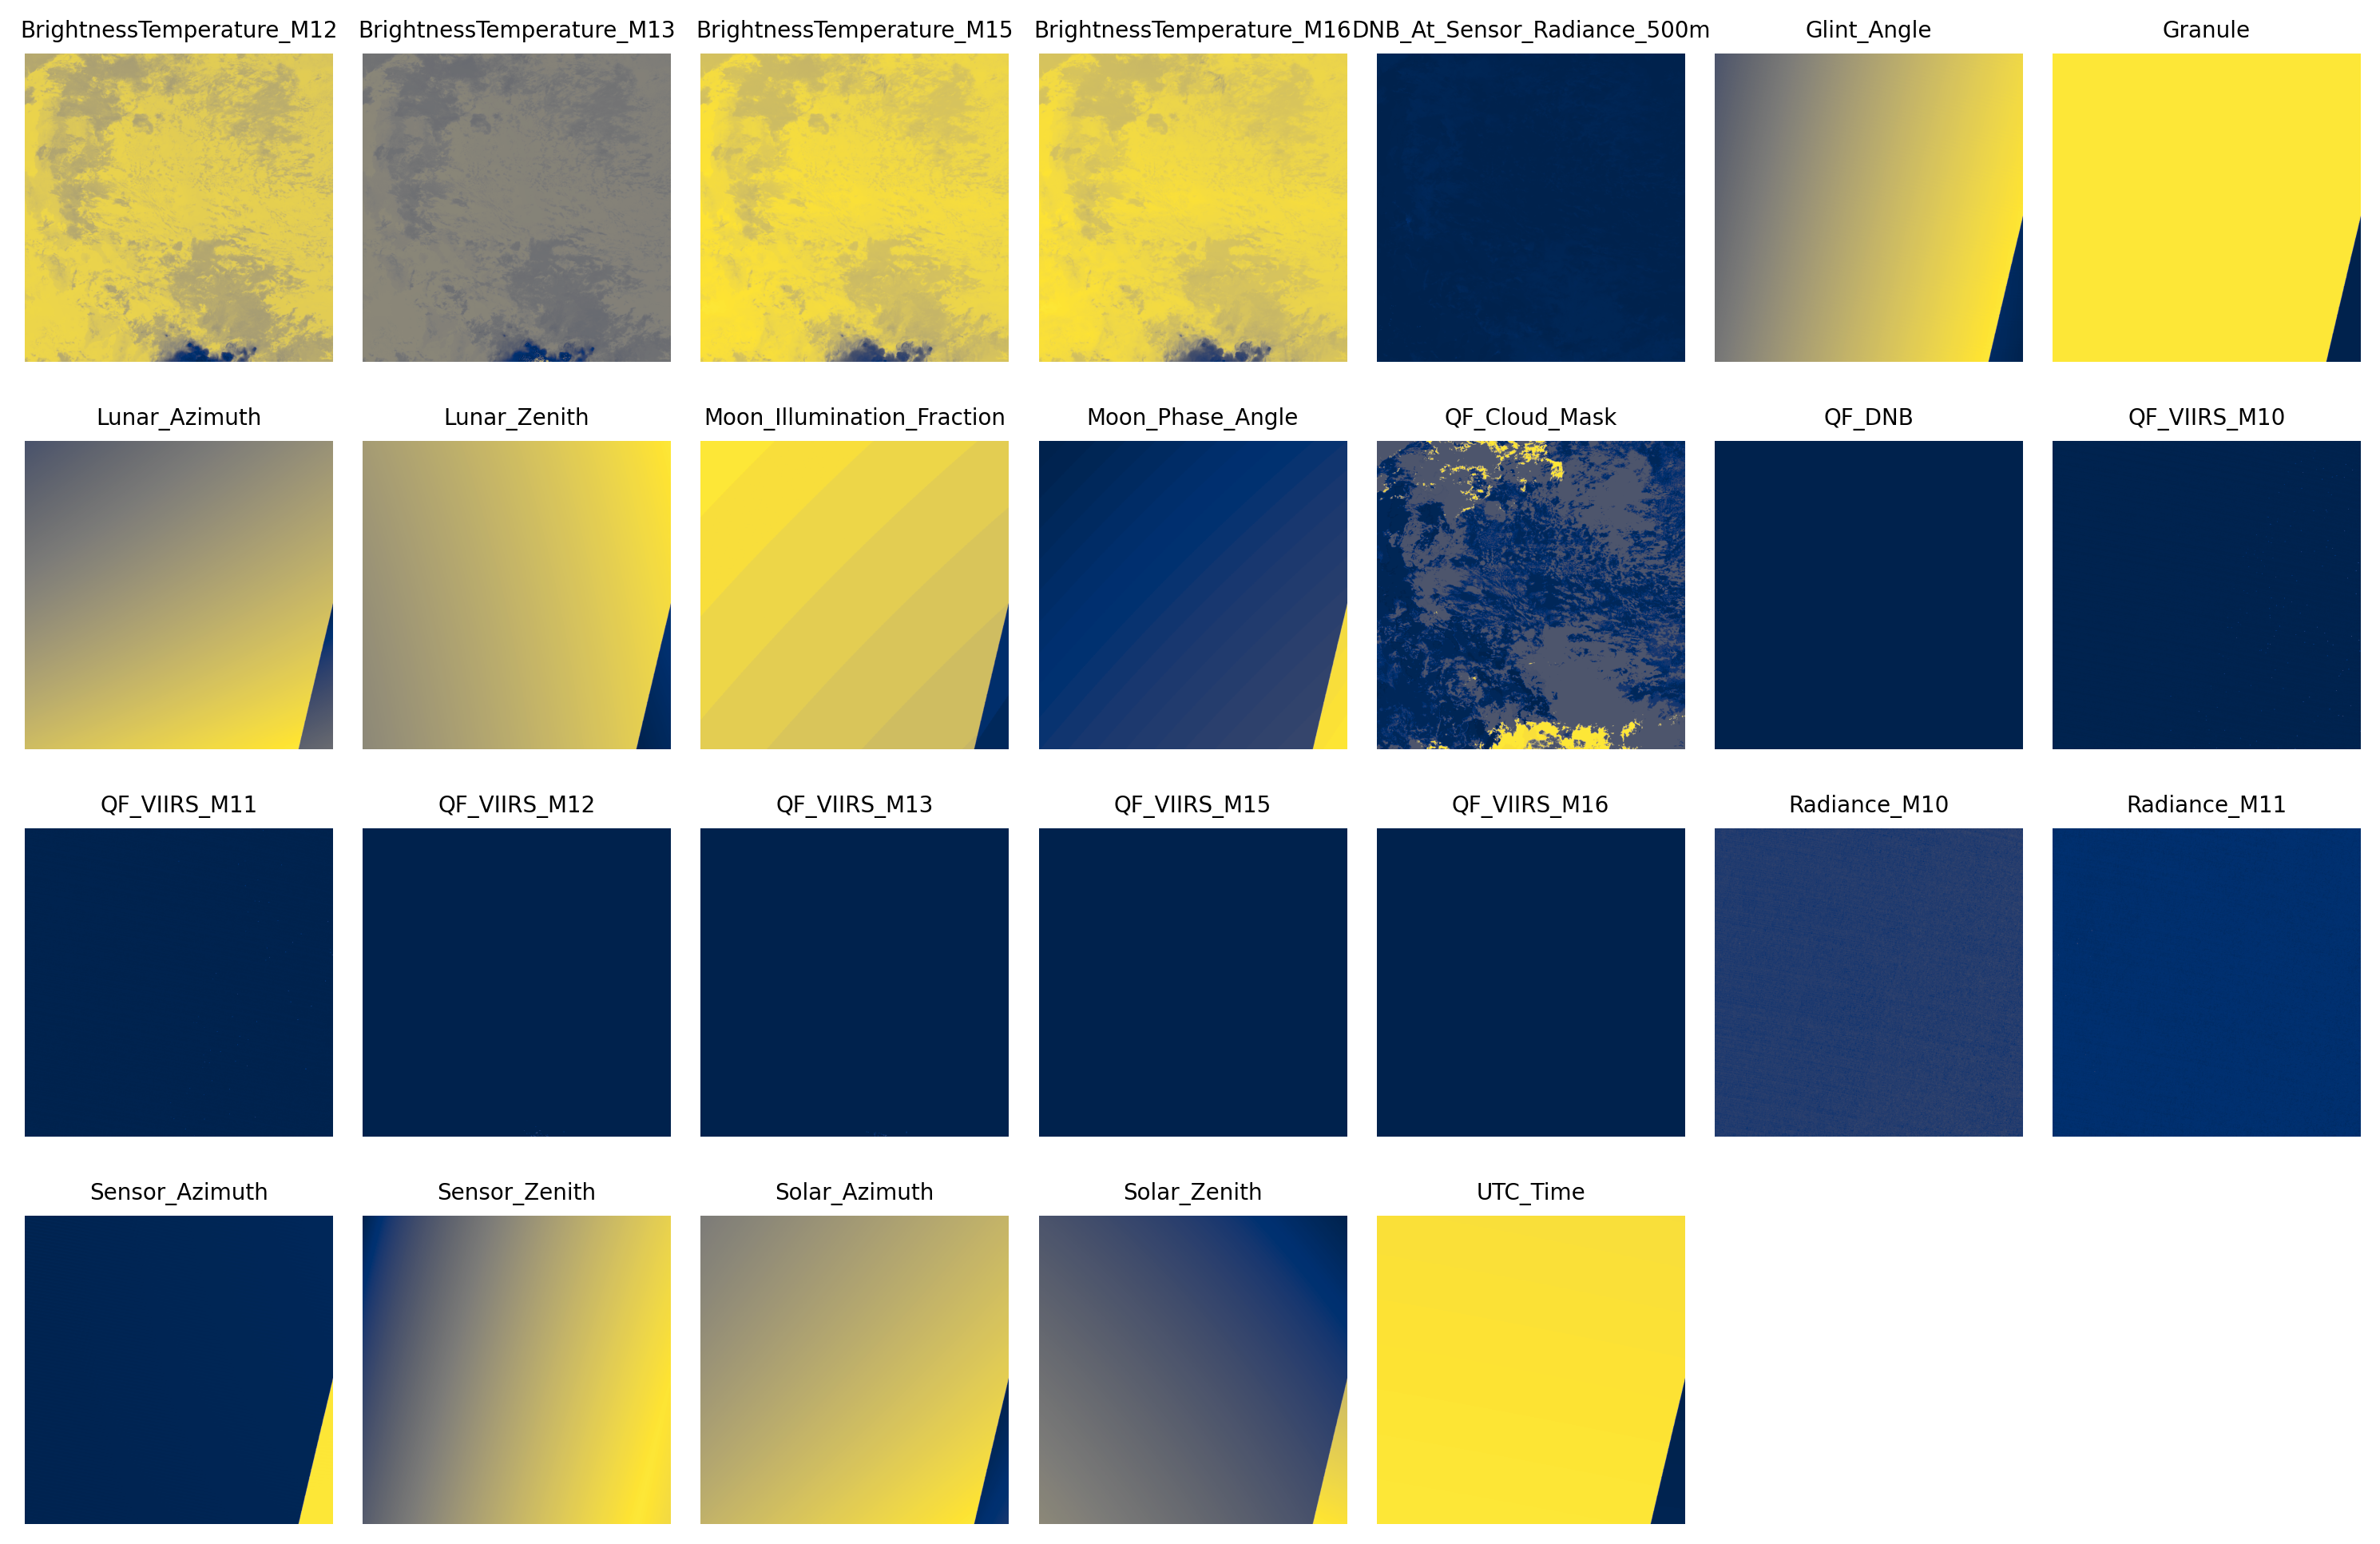 BrightnessTemperature_M12 BrightnessTemperature_M13 BrightnessTemperature_M15 BrightnessTemperature_M16 DNB_At_Sensor_Radiance_500m Glint_Angle Granule
Lunar_Azimuth Lunar_Zenith Moon_Illumination_Fraction Moon_Phase_Angle QF_Cloud_Mask QF_DNB QF_VIIRS_M10
QF_VIIRS_M11 QF_VIIRS_M12 QF_VIIRS_M13 QF_VIIRS_M15 QF_VIIRS_M16 Radiance_M10 Radiance_M11
Sensor_Azimuth Sensor_Zenith Solar_Azimuth Solar_Zenith UTC_Time